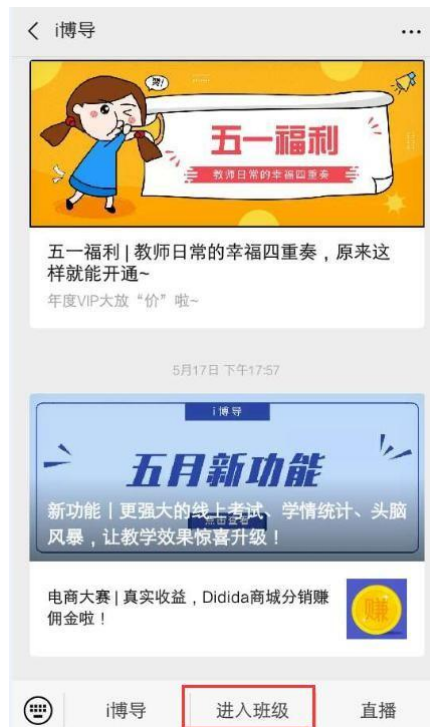 i博导
五一福利
教师日常的幸福四重奏
五一福利 | 教师日常的幸福四重奏，原来这
样就能开通~
年度VIP大放“价”啦~
5月17日 下午17:57
i博导
五月新功能
新功能丨更强大的线上考试、学情统计、头脑
风暴，让教学效果惊喜升级！
电商大赛 | 真实收益，Didida商城分销赚
佣金啦！
赚
i博导
进入班级
直播